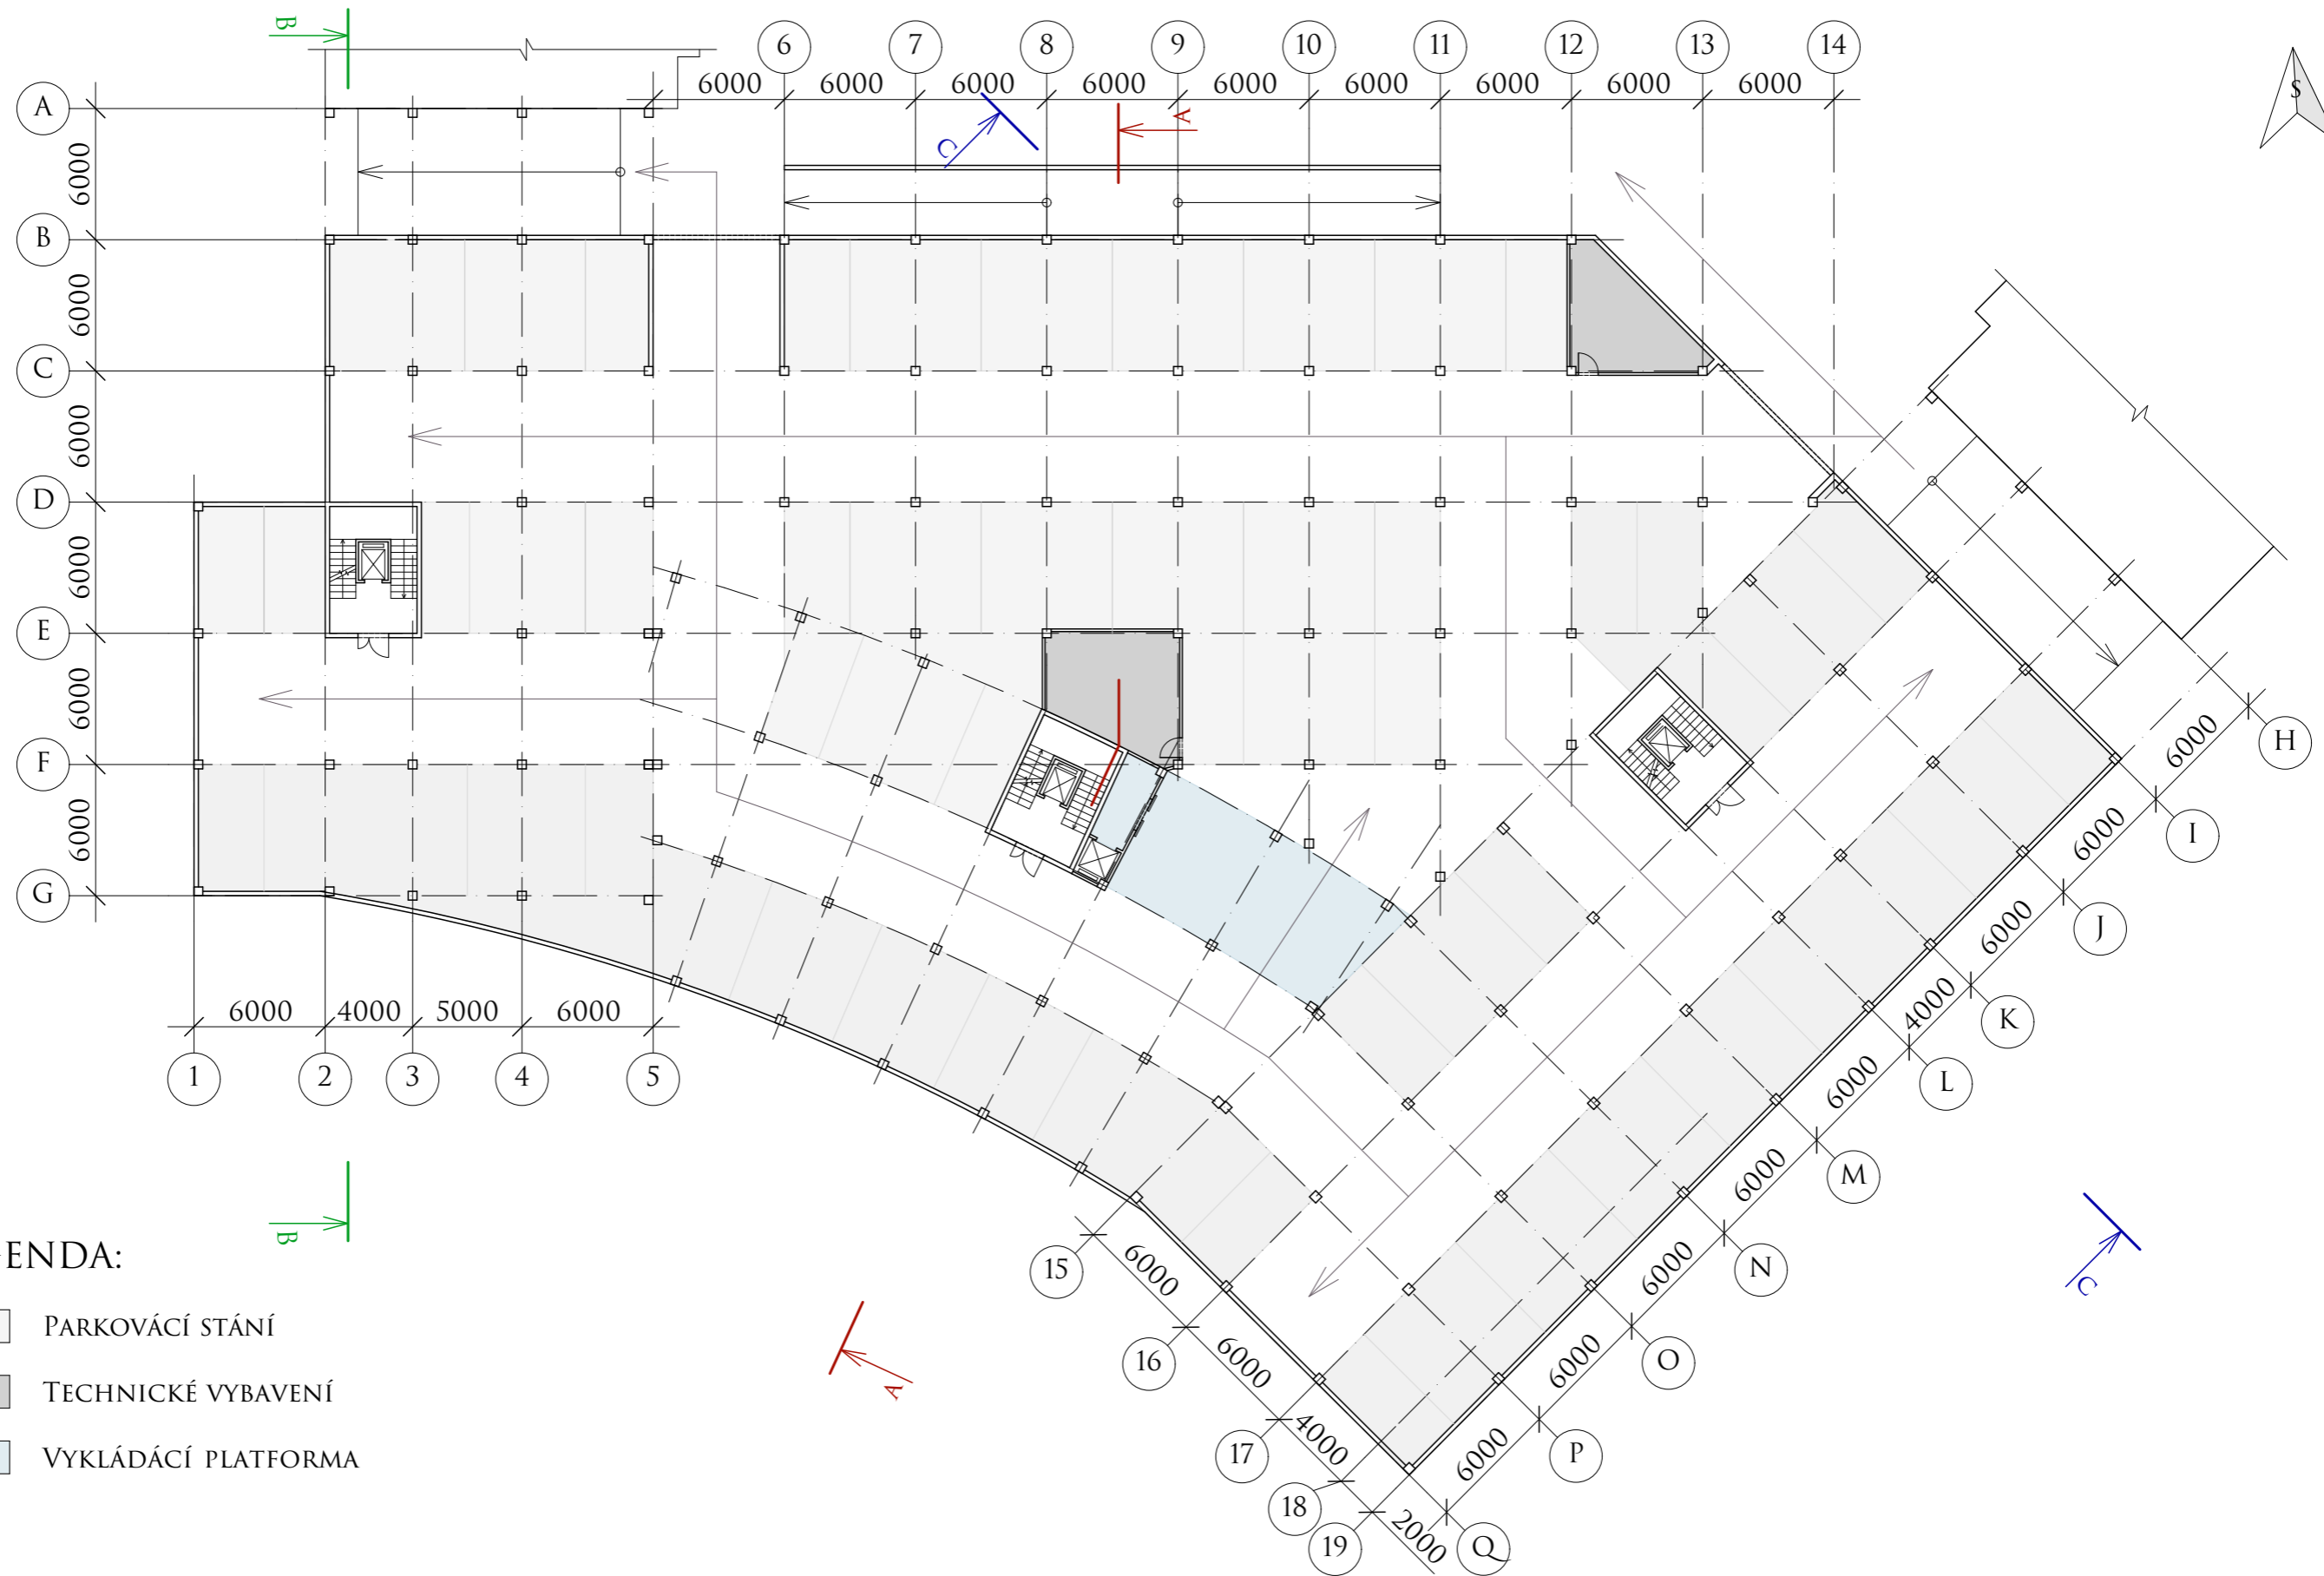 B
6 7 8 9 10 11 12 13 14
6000 6000 6000 6000 6000 6000 6000 6000 6000
S
A
C
A
6000
B
6000
C
6000
D
6000
E
6000
F
6000
G
6000 4000 5000 6000
1 2 3 4 5
H
6000
I
6000
J
6000
K
4000
L
6000
M
6000
N
6000
O
6000
P
6000
Q
15
6000
16
6000
17
4000
18
2000
19
B
A
C
ENDA:
Parkovácí stání
Technické vybavení
Vykládácí platforma